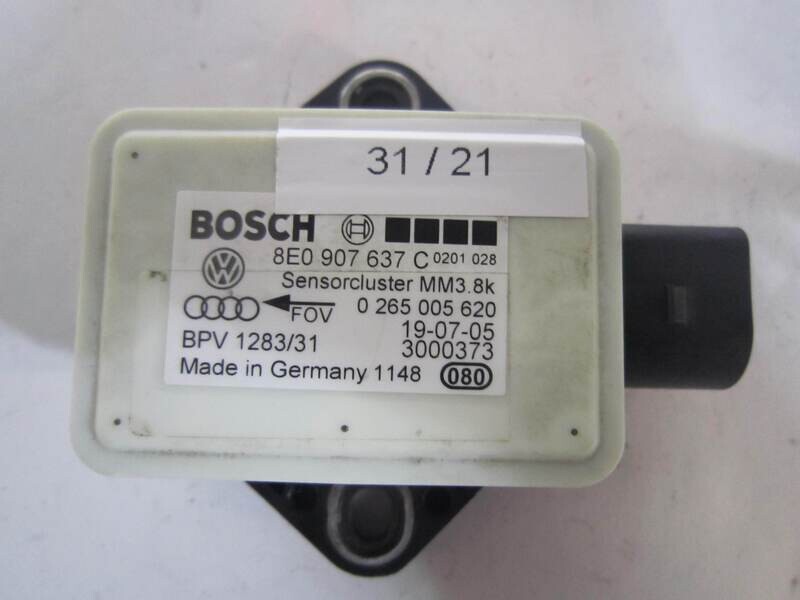 31 / 21
BOSCH
8E0 907 637 C 0201 028
Sensorcluster MM3.8k
FOV 0 265 005 620
19-07-05
BPV 1283/31 3000373
Made in Germany 1148 080